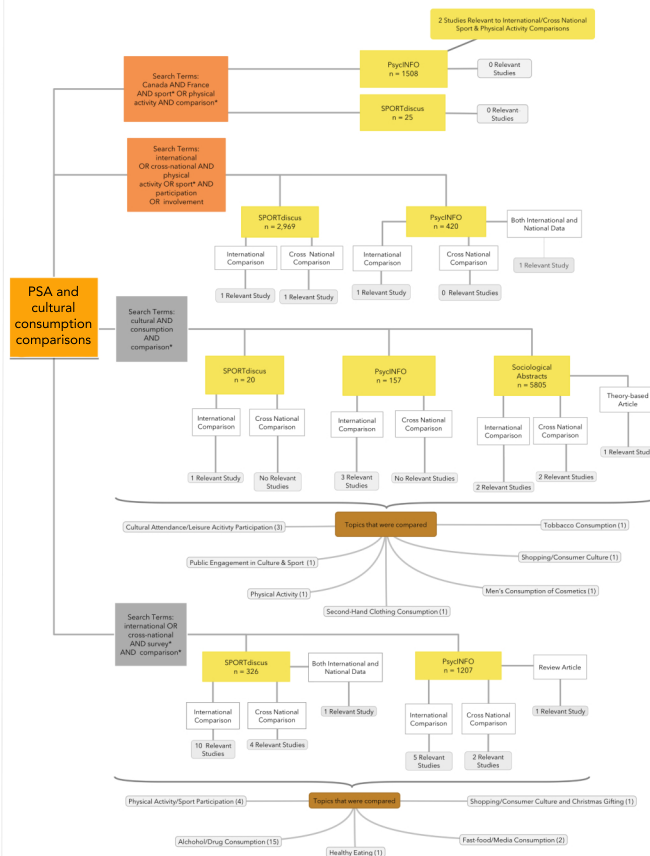 2 Studies Relevant to International/Cross National
Sport & Physical Activity Comparisons
PsycINFO
n = 1508
0 Relevant
Studies
Search Terms:
Canada AND France
AND sport* OR physical
activity AND comparison*
SPORTdiscus
n = 25
0 Relevant
Studies
Search Terms:
international
OR cross-national AND
physical
activity OR sport* AND
participation
OR involvement
SPORTdiscus
n = 2,969
International
Comparison
Cross National
Comparison
1 Relevant Study
1 Relevant Study
PsycINFO
n = 420
International
Comparison
Cross National
Comparison
1 Relevant Study
0 Relevant Studies
Both International and
National Data
1 Relevant Study
PSA and
cultural
consumption
comparisons
Search Terms:
cultural AND
consumption
AND
comparison*
SPORTdiscus
n = 20
International
Comparison
Cross National
Comparison
1 Relevant Study
No Relevant
Studies
PsycINFO
n = 157
International
Comparison
Cross National
Comparison
3 Relevant
Studies
No Relevant
Studies
Sociological
Abstracts
n = 5805
International
Comparison
Cross National
Comparison
2 Relevant Studies
2 Relevant Studies
Theory-based
Article
1 Relevant Stud
Topics that were compared
Cultural Attendance/Leisure Acitivity Participation (3)
Tobbacco Consumption (1)
Public Engagement in Culture & Sport (1)
Shopping/Consumer Culture (1)
Physical Activity (1)
Men's Consumption of Cosmetics (1)
Second-Hand Clothing Consumption (1)
Search Terms:
international OR
cross-national
AND survey*
AND comparison*
SPORTdiscus
n = 326
Both International and
National Data
1 Relevant Study
International
Comparison
Cross National
Comparison
10 Relevant
Studies
4 Relevant Studies
PsycINFO
n = 1207
Review Article
1 Relevant Study
International
Comparison
Cross National
Comparison
5 Relevant
Studies
2 Relevant
Studies
Physical Activity/Sport Participation (4)
Topics that were compared
Shopping/Consumer Culture and Christmas Gifting (1)
Alchohol/Drug Consumption (15)
Fast-food/Media Consumption (2)
Healthy Eating (1)